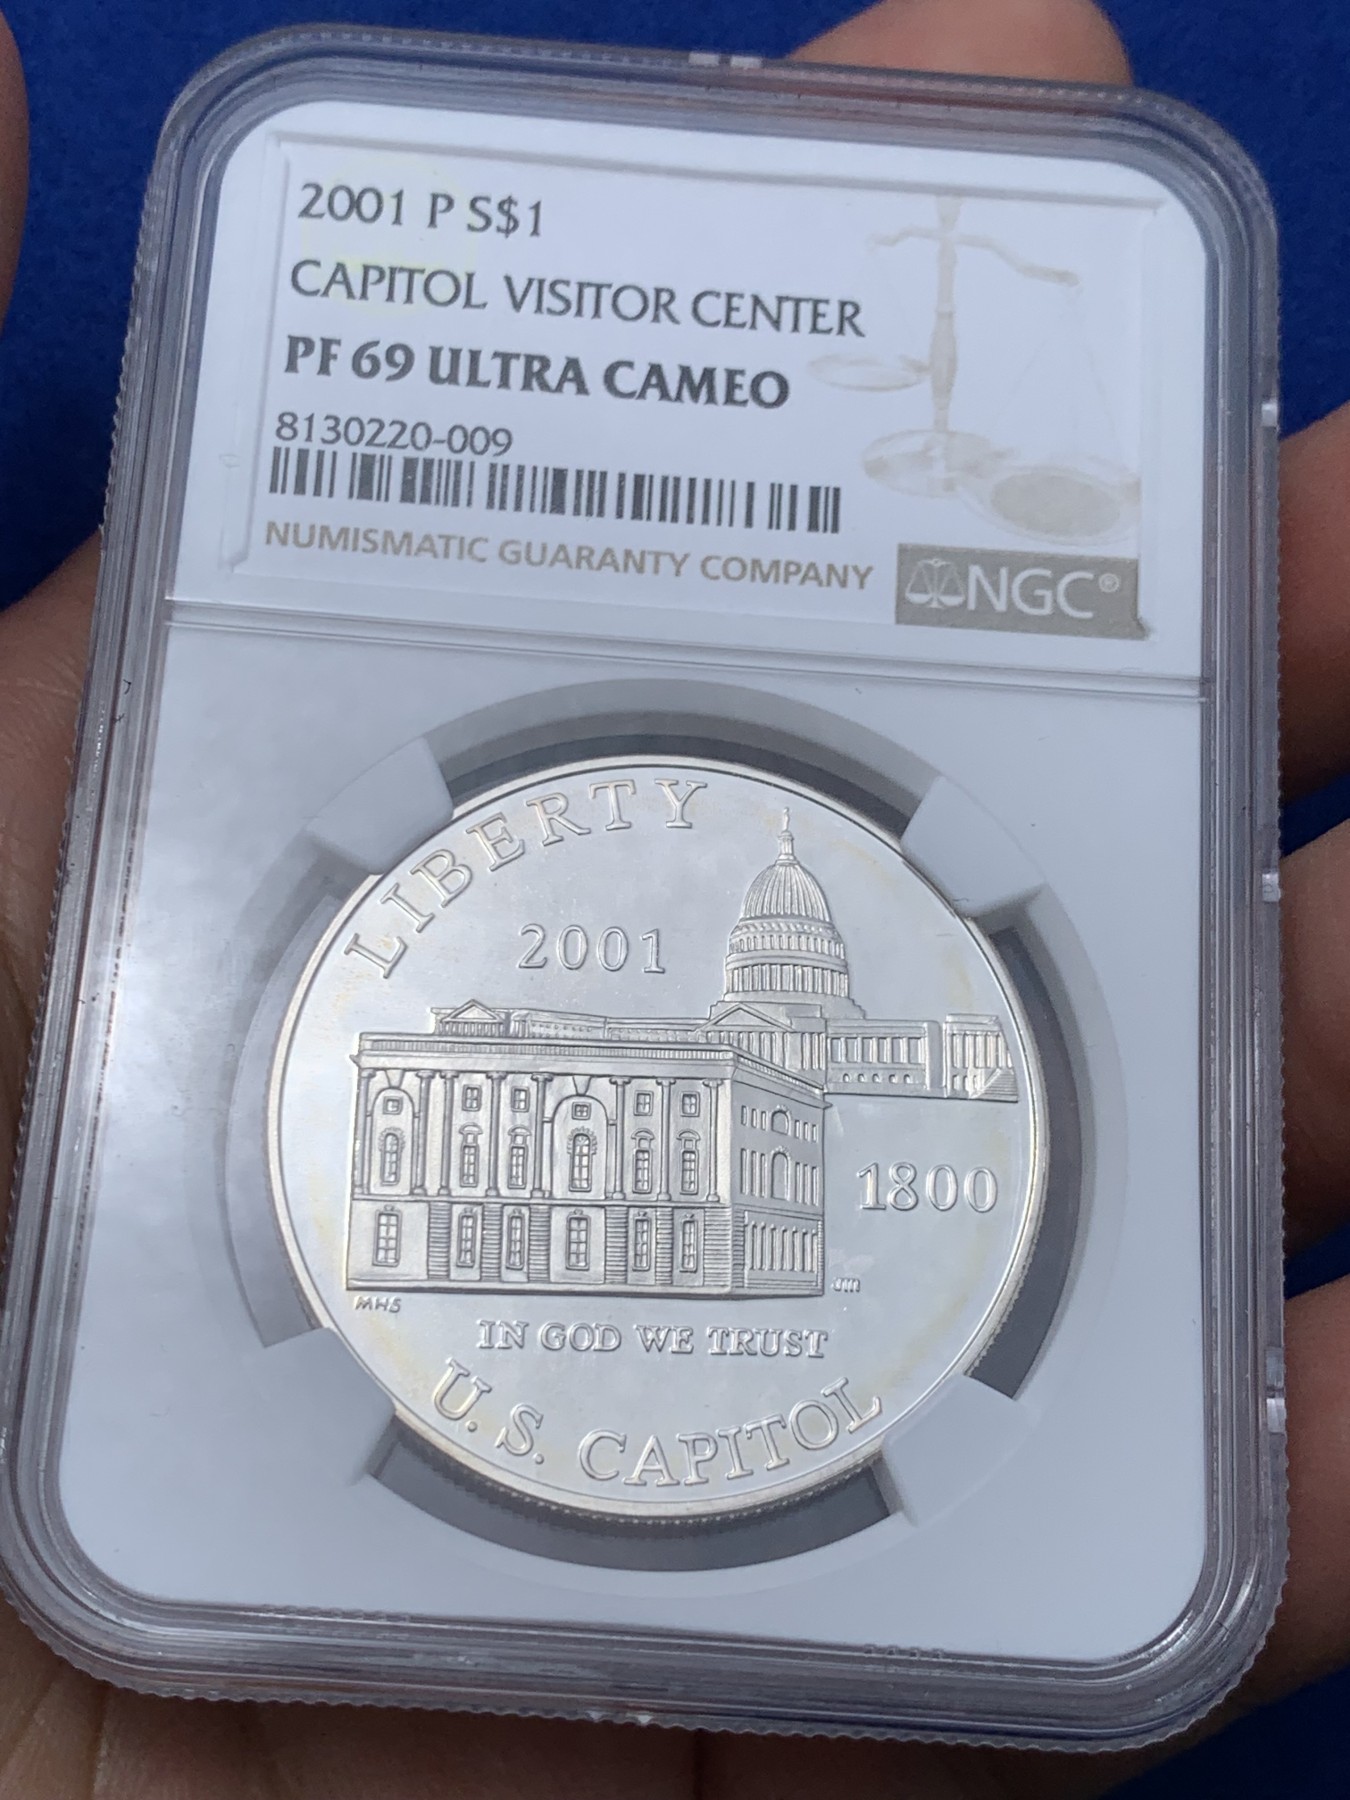 2001 P S$1
CAPITOL VISITOR CENTER
PF 69 ULTRA CAMEO
8130220-009
NUMISMATIC GUARANTY COMPANY
NGC®
LIBERTY
2001
1800
MHS
JM
IN GOD WE TRUST
U.S. CAPITOL